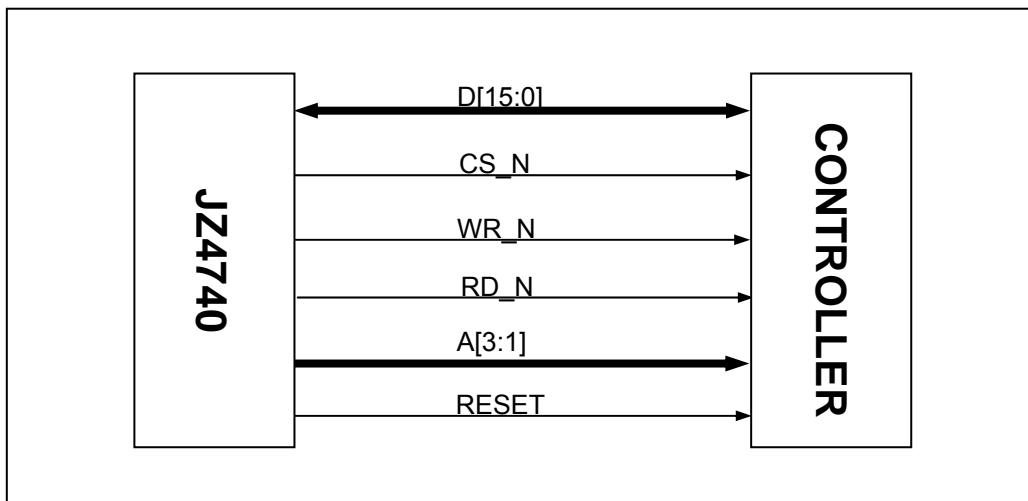 JZ4740
D[15:0]
CS_N
WR_N
RD_N
A[3:1]
RESET
CONTROLLER